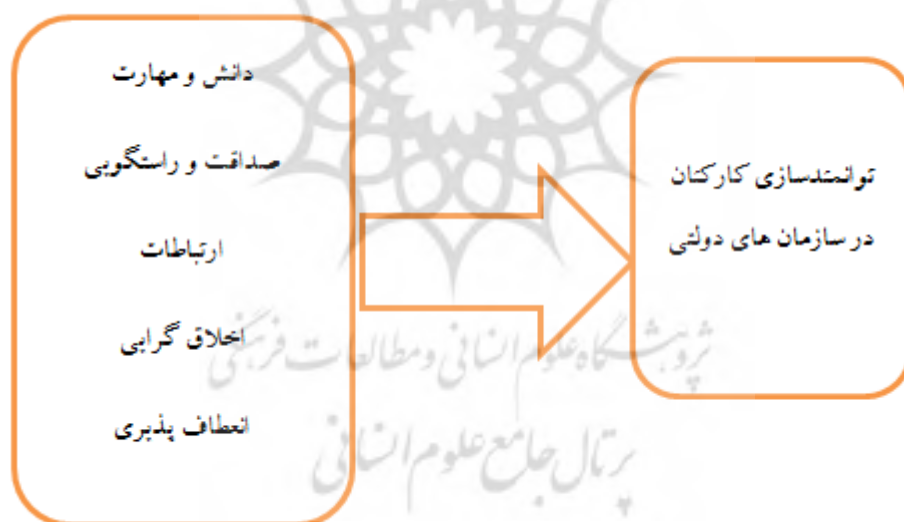 دانش و مهارت
صداقت و راستگویی
ارتباطات
اخلاق گرایی
انعطاف پذیری
توانمندسازی کارکنان
در سازمان های دولتی
پژوهشگاه علوم انسانی و مطالعات فرهنگی
پرتال جامع علوم انسانی